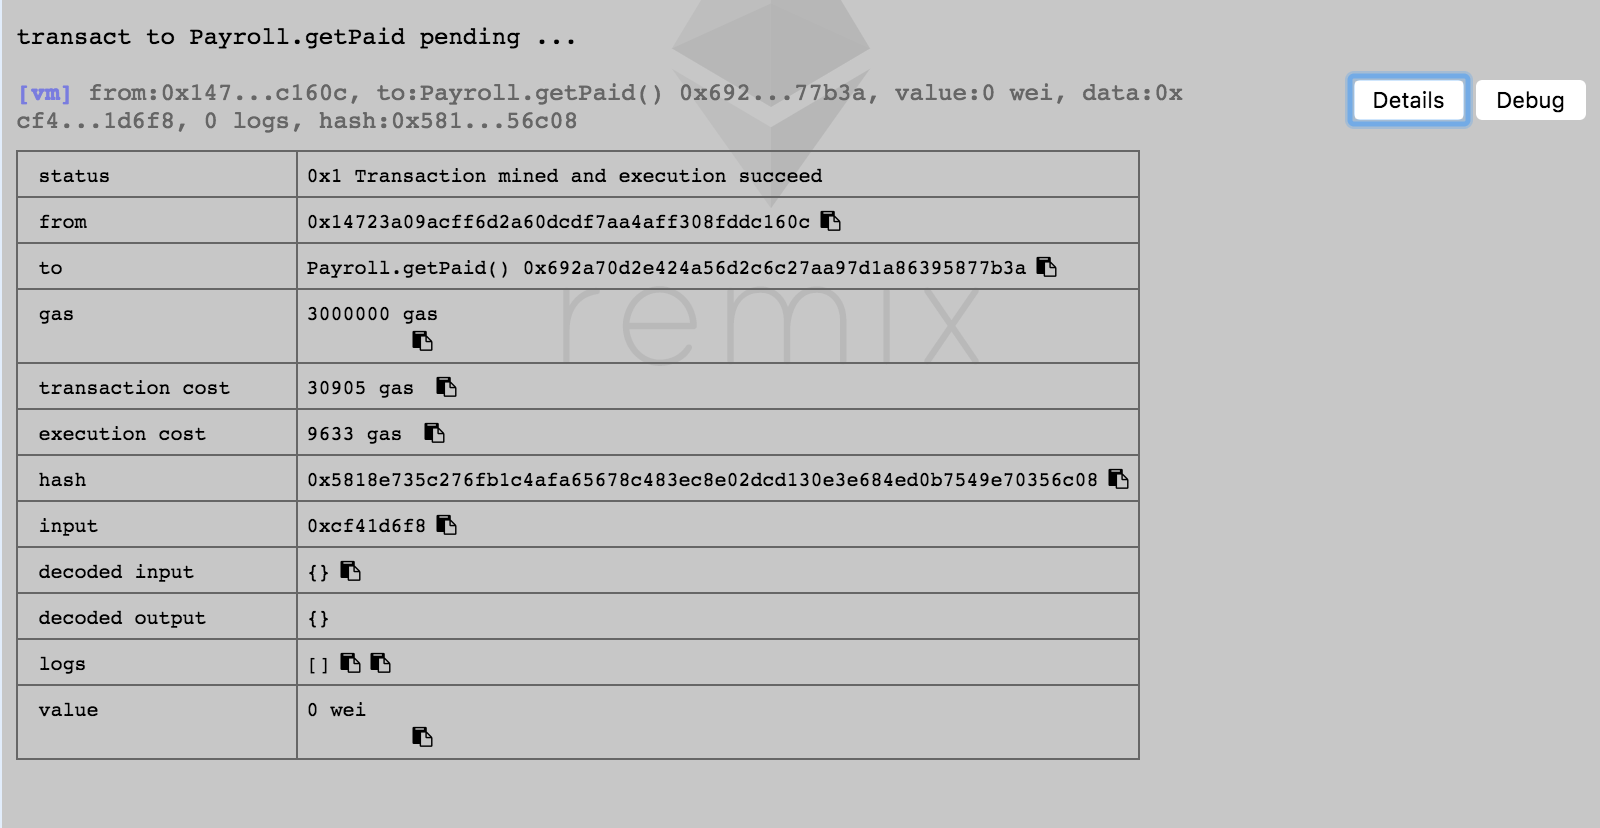 transact to Payroll.getPaid pending ...
[vm] from:0x147...c160c, to:Payroll.getPaid() 0x692...77b3a, value:0 wei, data:0x
cf4...1d6f8, 0 logs, hash:0x581...56c08
Details
Debug
status 0x1 Transaction mined and execution succeed
from 0x14723a09acff6d2a60dcdf7aa4aff308fddc160c
to Payroll.getPaid() 0x692a70d2e424a56d2c6c27aa97d1a86395877b3a
gas 3000000 gas
remix
transaction cost 30905 gas
execution cost 9633 gas
hash 0x5818e735c276fb1c4afa65678c483ec8e02dcd130e3e684ed0b7549e70356c08
input 0xcf41d6f8
decoded input {}
decoded output {}
logs []
value 0 wei